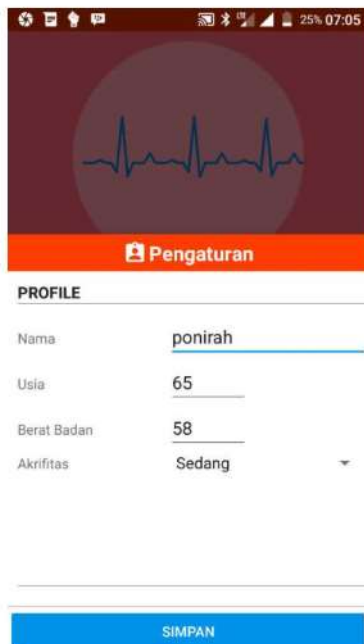 25% 07:05
Pengaturan
PROFILE
Nama ponirah
Usia 65
Berat Badan 58
Akrifitas Sedang
SIMPAN